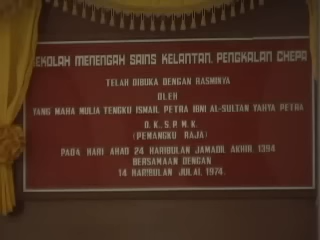 SEKOLAH MENENGAH SAINS KELANTAN, PENGKALAN CHEPA
TELAH DIBUKA DENGAN RASMINYA
OLEH
YANG MAHA MULIA TENGKU ISMAIL PETRA IBNI AL-SULTAN YAHYA PETRA
D. K., S. P. M. K.
(PEMANGKU RAJA)
PADA HARI AHAD 24 HARIBULAN JAMADIL AKHIR 1394
BERSAMAAN DENGAN
14 HARIBULAN JULAI, 1974.